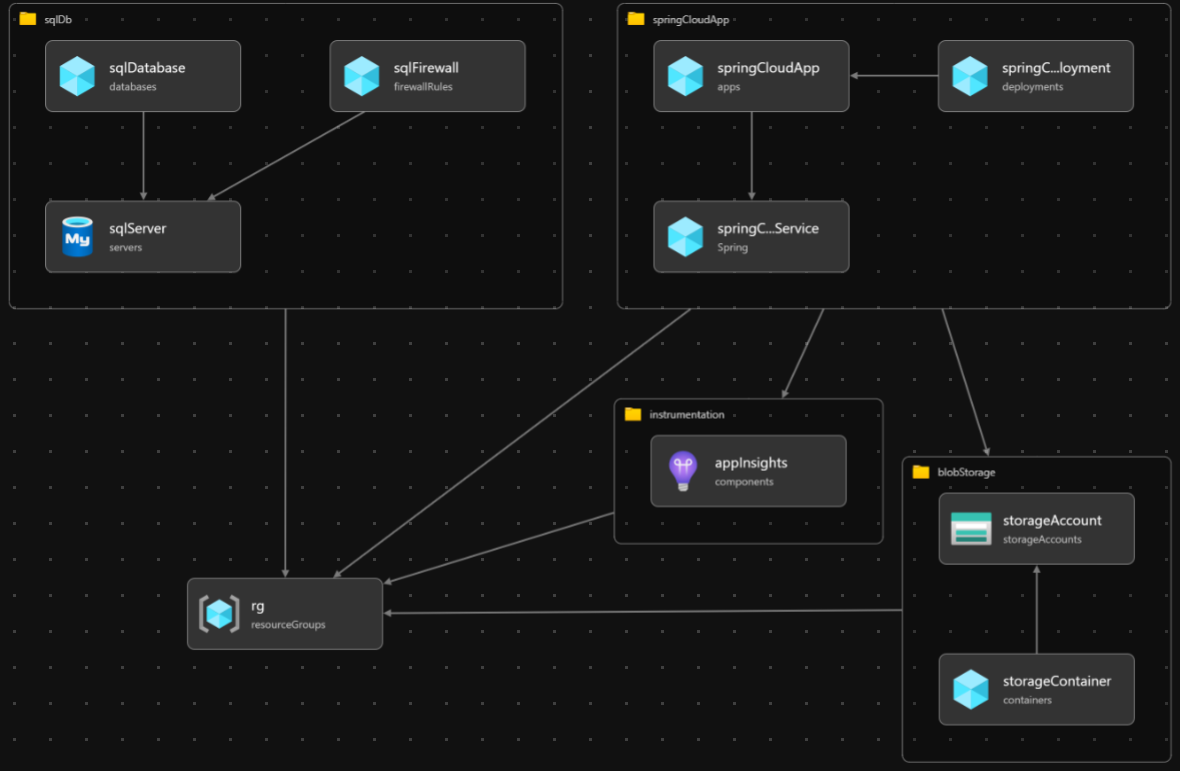 sqlDb
sqlDatabase
databases
sqlFirewall
firewallRules
My
sqlServer
servers
springCloudApp
springCloudApp
apps
springC...loyment
deployments
springC...Service
Spring
instrumentation
appInsights
components
blobStorage
storageAccount
storageAccounts
storageContainer
containers
rg
resourceGroups